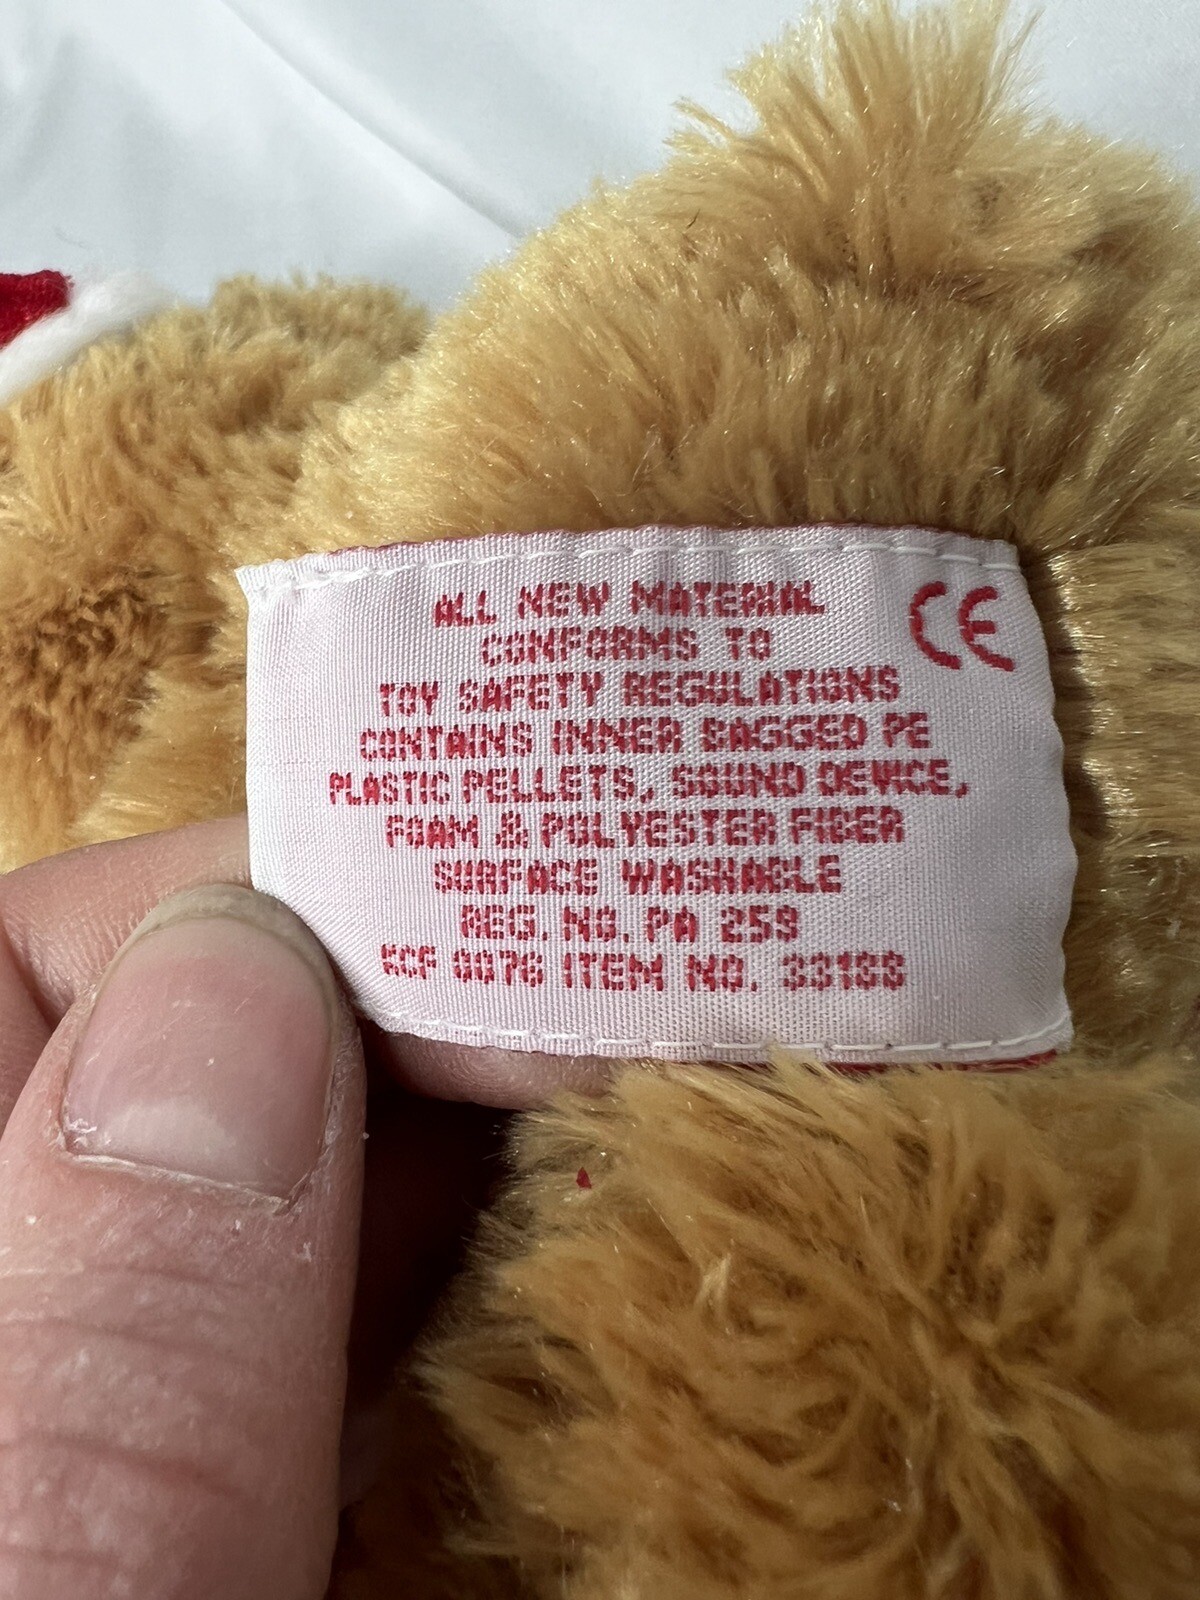 ALL NEW MATERIAL CE
CONFORMS TO
TOY SAFETY REGULATIONS
CONTAINS INNER BAGGED PE
PLASTIC PELLETS, SOUND DEVICE,
FOAM & POLYESTER FIBER
SURFACE WASHABLE
REG. NO. PA 259
ITEM NO.